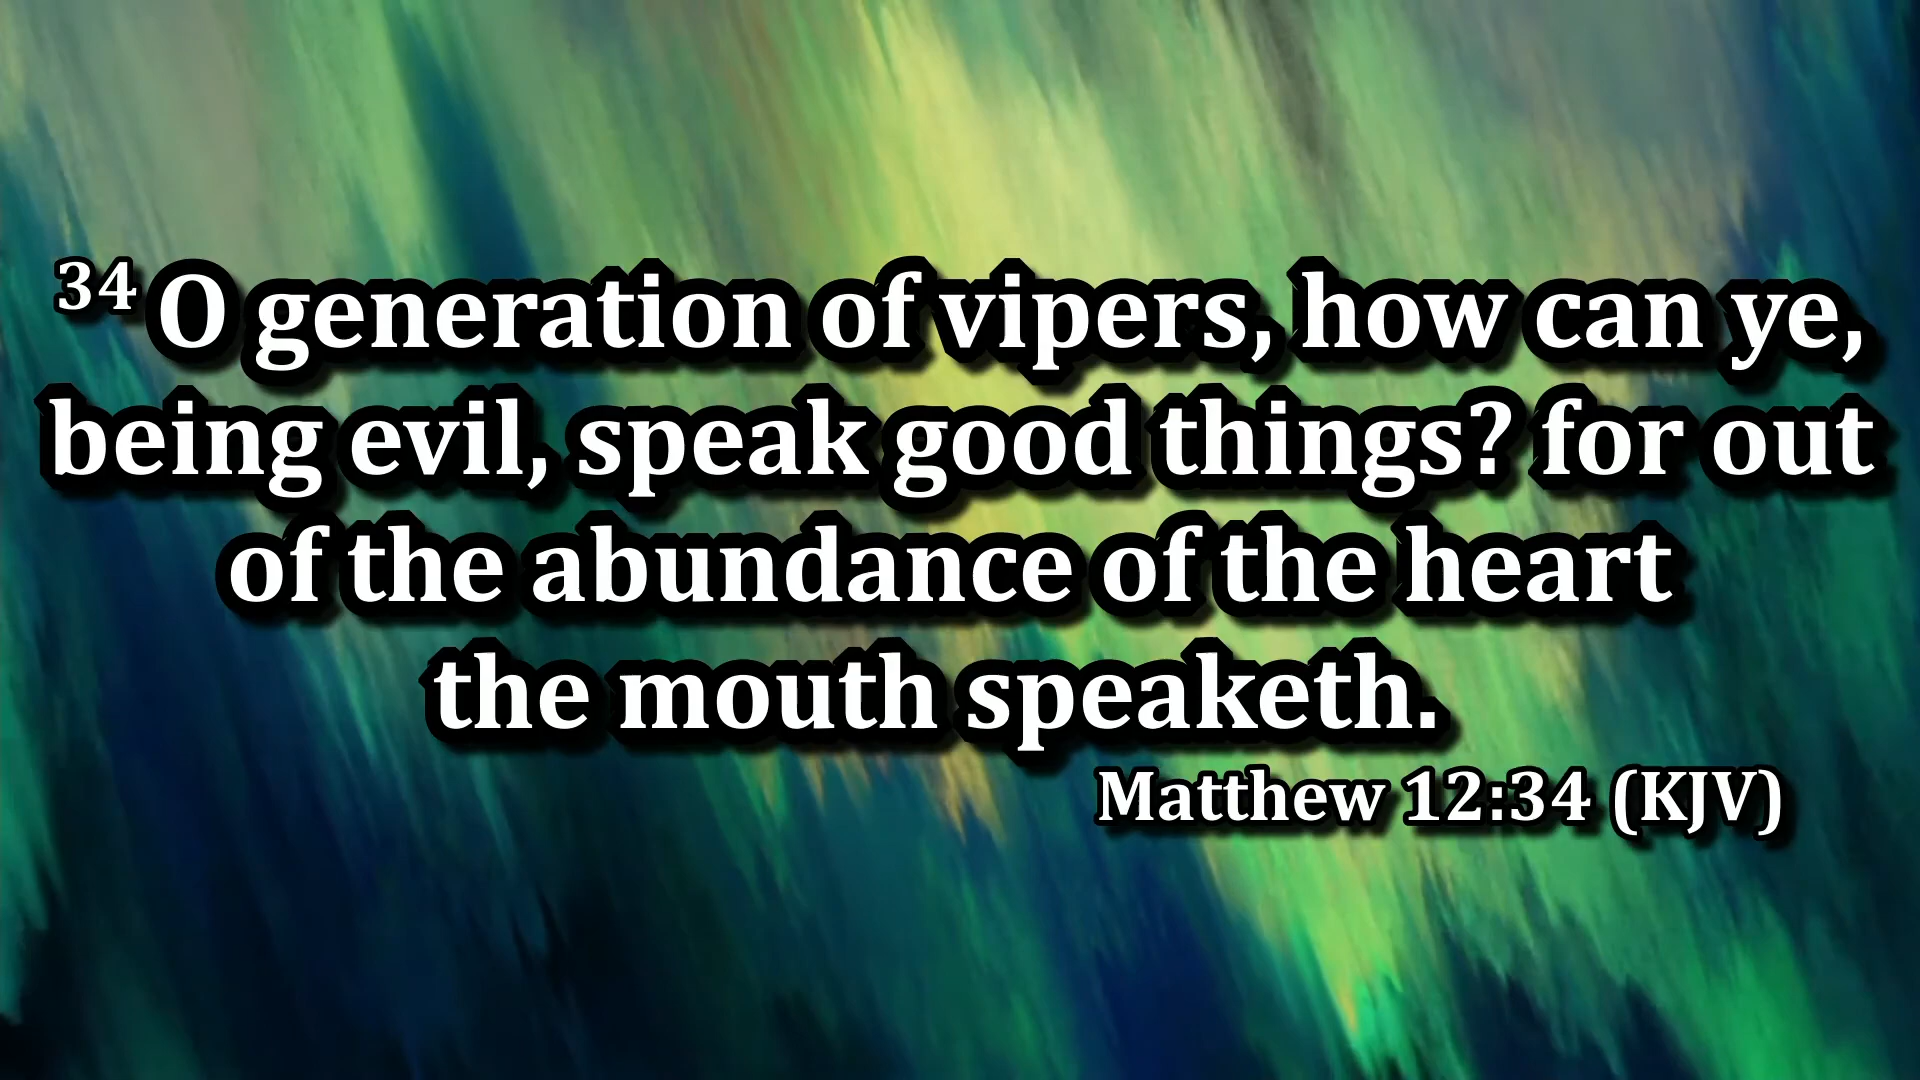 34 O generation of vipers, how can ye,
being evil, speak good things? for out
of the abundance of the heart
the mouth speaketh.
Matthew 12:34 (KJV)